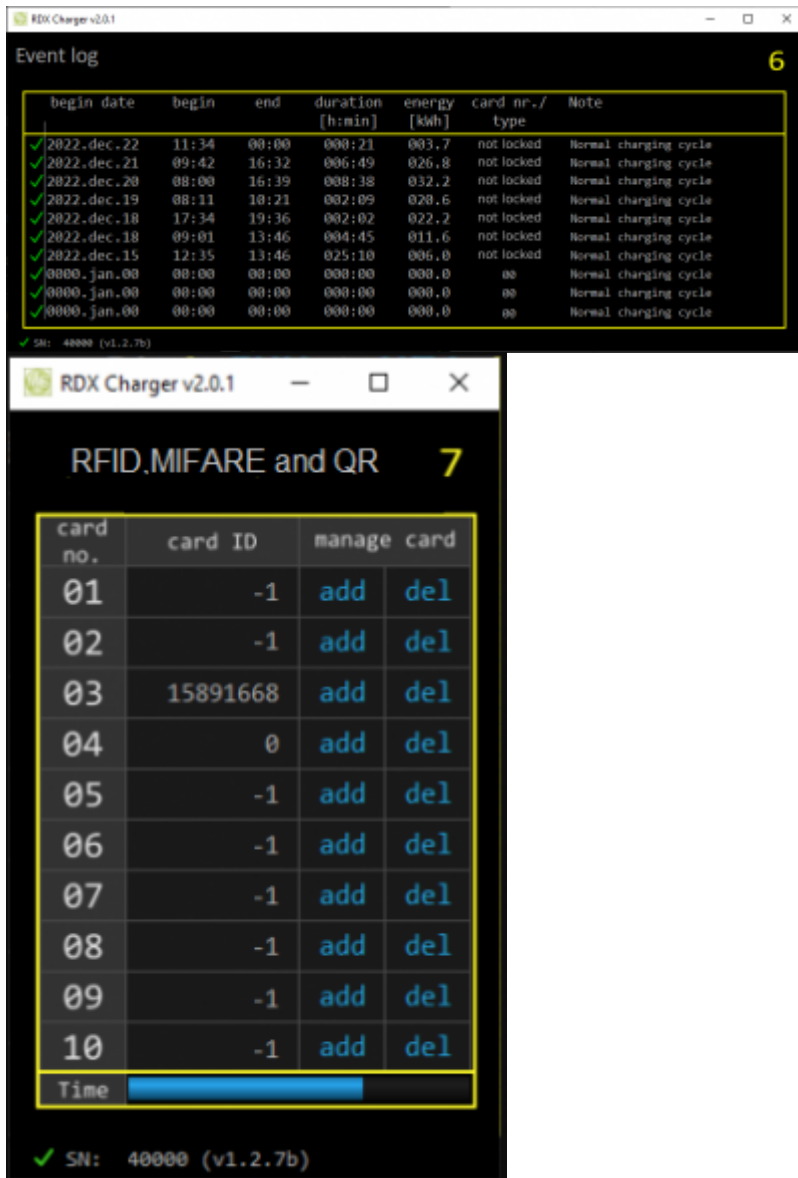 RDX Charger v2.0.1
Event log 6
begin date begin end duration energy card nr./ Note
[h:min] [kWh] type
2022.dec.22 11:34 00:00 000:21 003.7 not locked Normal charging cycle
2022.dec.21 09:42 16:32 006:49 026.8 not locked Normal charging cycle
2022.dec.20 08:00 16:39 008:38 032.2 not locked Normal charging cycle
2022.dec.19 08:11 10:21 002:09 020.6 not locked Normal charging cycle
2022.dec.18 17:34 19:36 002:02 022.2 not locked Normal charging cycle
2022.dec.18 09:01 13:46 004:45 011.6 not locked Normal charging cycle
2022.dec.15 12:35 13:46 025:10 006.0 not locked Normal charging cycle
0000.jan.00 00:00 00:00 000:00 000.0 00 Normal charging cycle
0000.jan.00 00:00 00:00 000:00 000.0 00 Normal charging cycle
0000.jan.00 00:00 00:00 000:00 000.0 00 Normal charging cycle
SN: 40000 (v1.2.7b)
RDX Charger v2.0.1
RFID,MIFARE and QR 7
card card ID manage card
no.
01 -1 add del
02 -1 add del
03 15891668 add del
04 0 add del
05 -1 add del
06 -1 add del
07 -1 add del
08 -1 add del
09 -1 add del
10 -1 add del
Time
SN: 40000 (v1.2.7b)